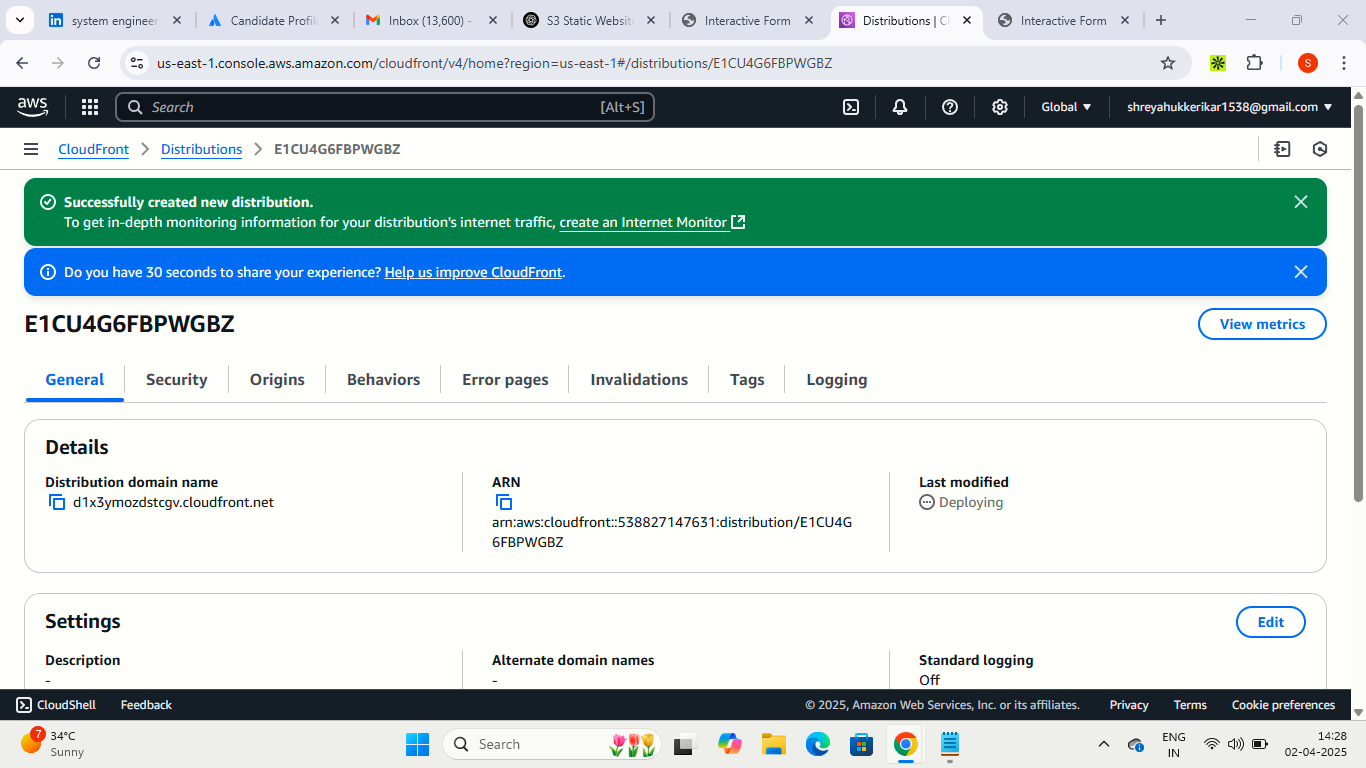 system engineer
Candidate Profile
Inbox (13,600) -
S3 Static Website
Interactive Form
Distributions | C
Interactive Form
us-east-1.console.aws.amazon.com/cloudfront/v4/home?region=us-east-1#/distributions/E1CU4G6FBPWGBZ
S
aws
Search
[Alt+S]
Global
shreyahukkerikar1538@gmail.com
CloudFront
Distributions
E1CU4G6FBPWGBZ
Successfully created new distribution.
To get in-depth monitoring information for your distribution's internet traffic, create an Internet Monitor
Do you have 30 seconds to share your experience? Help us improve CloudFront.
E1CU4G6FBPWGBZ
View metrics
General
Security
Origins
Behaviors
Error pages
Invalidations
Tags
Logging
Details
Distribution domain name
d1x3ymozdstcgv.cloudfront.net
ARN
arn:aws:cloudfront::538827147631:distribution/E1CU4G
6FBPWGBZ
Last modified
Deploying
Settings
Edit
Description
-
Alternate domain names
-
Standard logging
Off
CloudShell
Feedback
© 2025, Amazon Web Services, Inc. or its affiliates.
Privacy
Terms
Cookie preferences
7
34°C
Sunny
Search
ENG
IN
14:28
02-04-2025